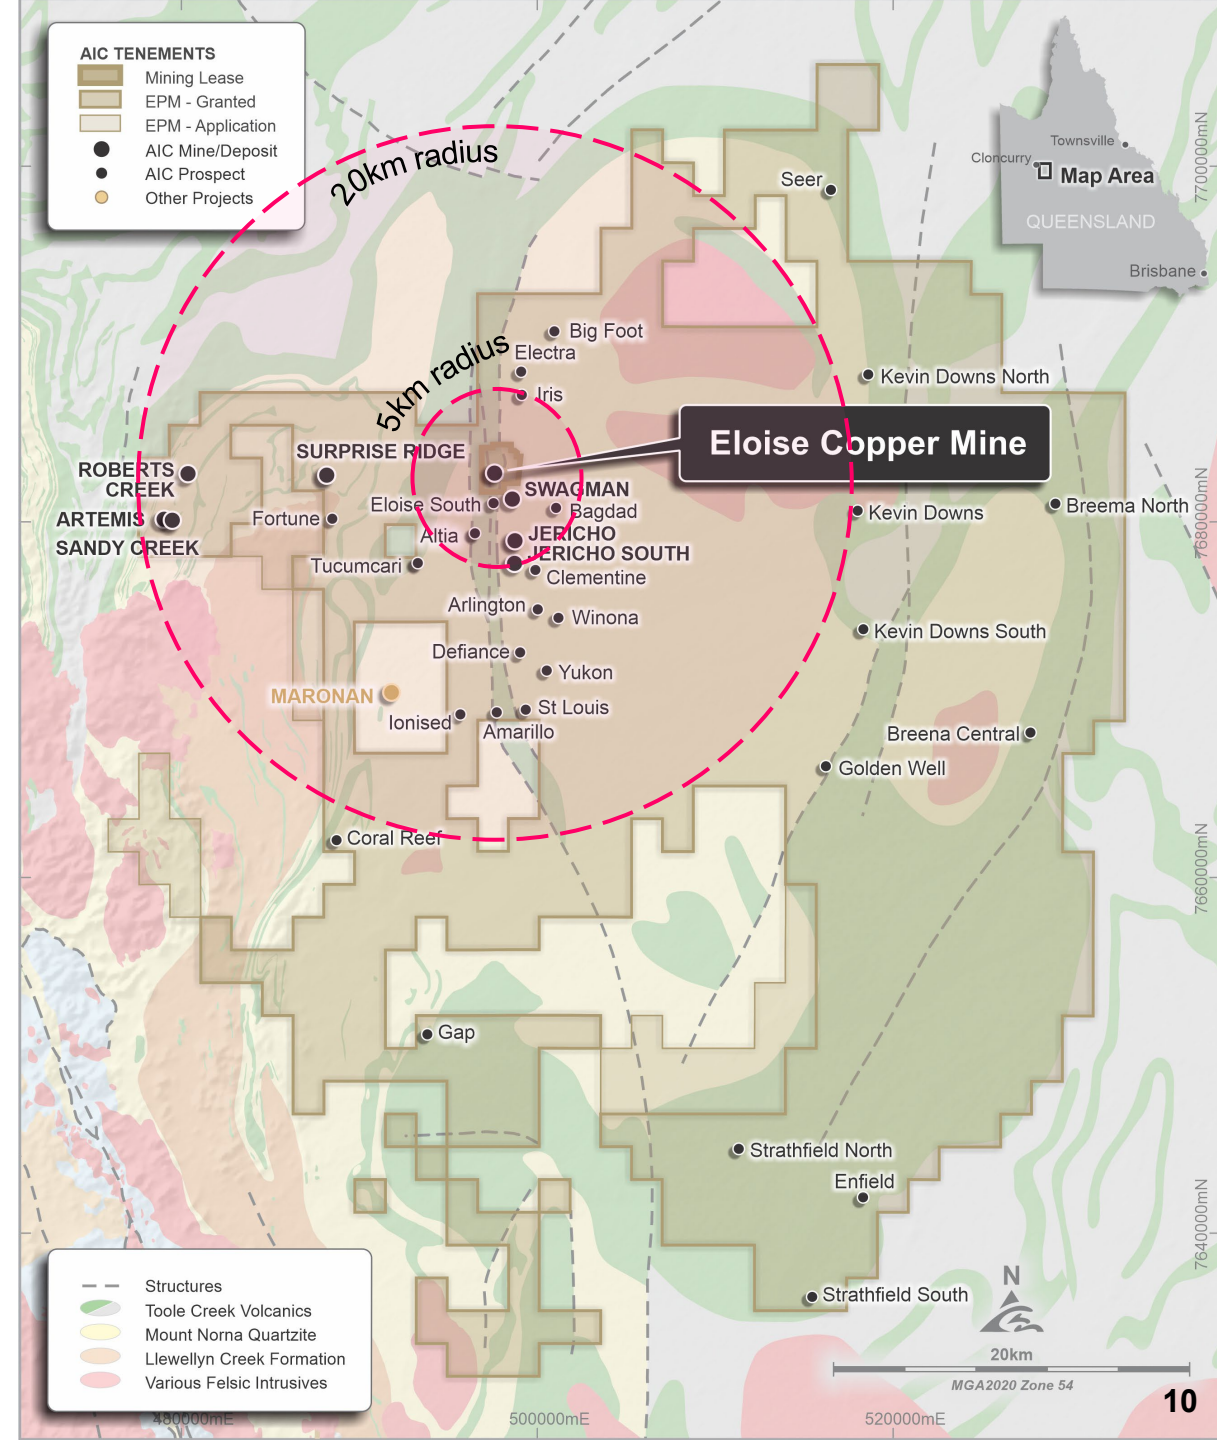 AIC TENEMENTS
Mining Lease
EPM - Granted
EPM - Application
AIC Mine/Deposit
AIC Prospect
Other Projects
20km radius
5km radius
Townsville
Cloncurry
Map Area
QUEENSLAND
Brisbane
7700000mN
Seer
Big Foot
Electra
Iris
Kevin Downs North
Eloise Copper Mine
SURPRISE RIDGE
ROBERTS
CREEK
SWAGMAN
Eloise South
Bagdad
Kevin Downs
Breema North
ARTEMIS
Fortune
Altia
JERICHO
SANDY CREEK
JERICHO SOUTH
Tucumcari
Clementine
7680000mN
Arlington
Winona
Kevin Downs South
Defiance
Yukon
MARONAN
Ionised
St Louis
Amarillo
Breena Central
Golden Well
Coral Reef
7660000mN
Gap
Strathfield North
Enfield
7640000mN
Strathfield South
Structures
Toole Creek Volcanics
Mount Norna Quartzite
Llewellyn Creek Formation
Various Felsic Intrusives
N
20km
MGA2020 Zone 54
10
480000mE
500000mE
520000mE